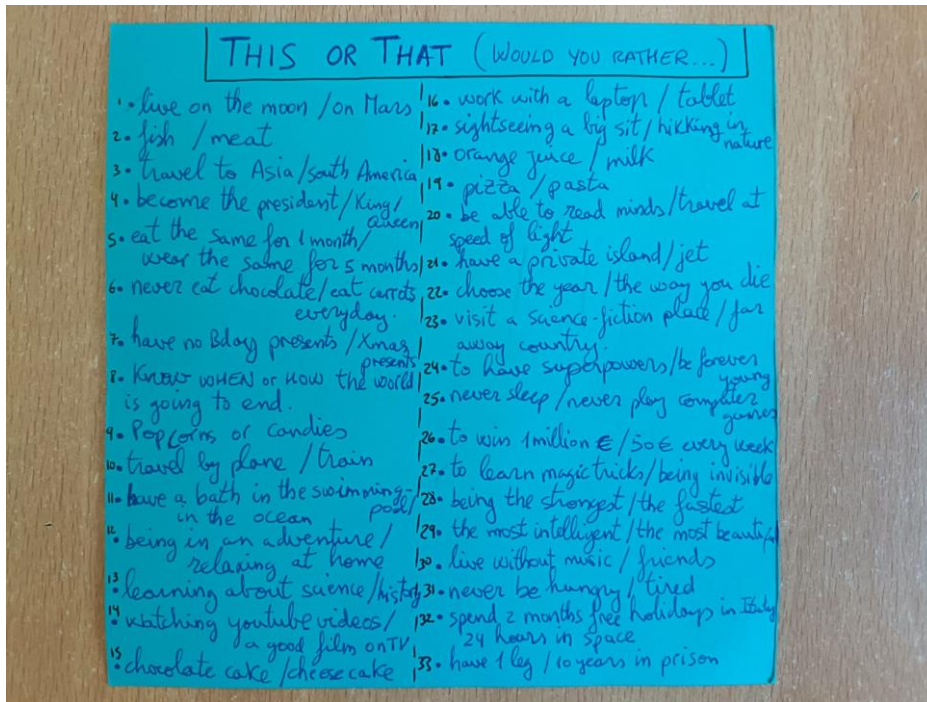 THIS OR THAT (WOULD YOU RATHER...)
1. live on the moon / on Mars
2. fish / meat
3. travel to Asia / south America
4. become the president / King /
Queen
5. eat the same for 1 month /
wear the same for 5 months
6. never eat chocolate / eat carrots
everyday.
7. have no Bday presents / Xmas
presents
8. KNOW WHEN or HOW the world
is going to end.
9. POPcorns or candies
10. travel by plane / train
11. have a bath in the swimming-
pool /
in the ocean
12. being in an adventure /
relaxing at home
13. learning about science / history
14. watching youtube videos /
a good film on TV
15. chocolate cake / cheese cake
16. work with a laptop / tablet
17. sightseeing a big sit / hikking in
nature
18. orange juice / milk
19. pizza / pasta
20. be able to read minds / travel at
speed of light
21. have a private island / jet
22. choose the year / the way you die
23. visit a science-fiction place / far
away country.
24. to have superpowers / be forever
young
25. never sleep / never play computer
games
26. to win 1 million € / 50 € every week
27. to learn magic tricks / being invisible
28. being the strongest / the fastest
29. the most intelligent / the most beautiful
30. live without music / friends
31. never be hungry / tired
32. spend 2 months free holidays in Italy
24 hours in space
33. have 1 leg / 10 years in prison